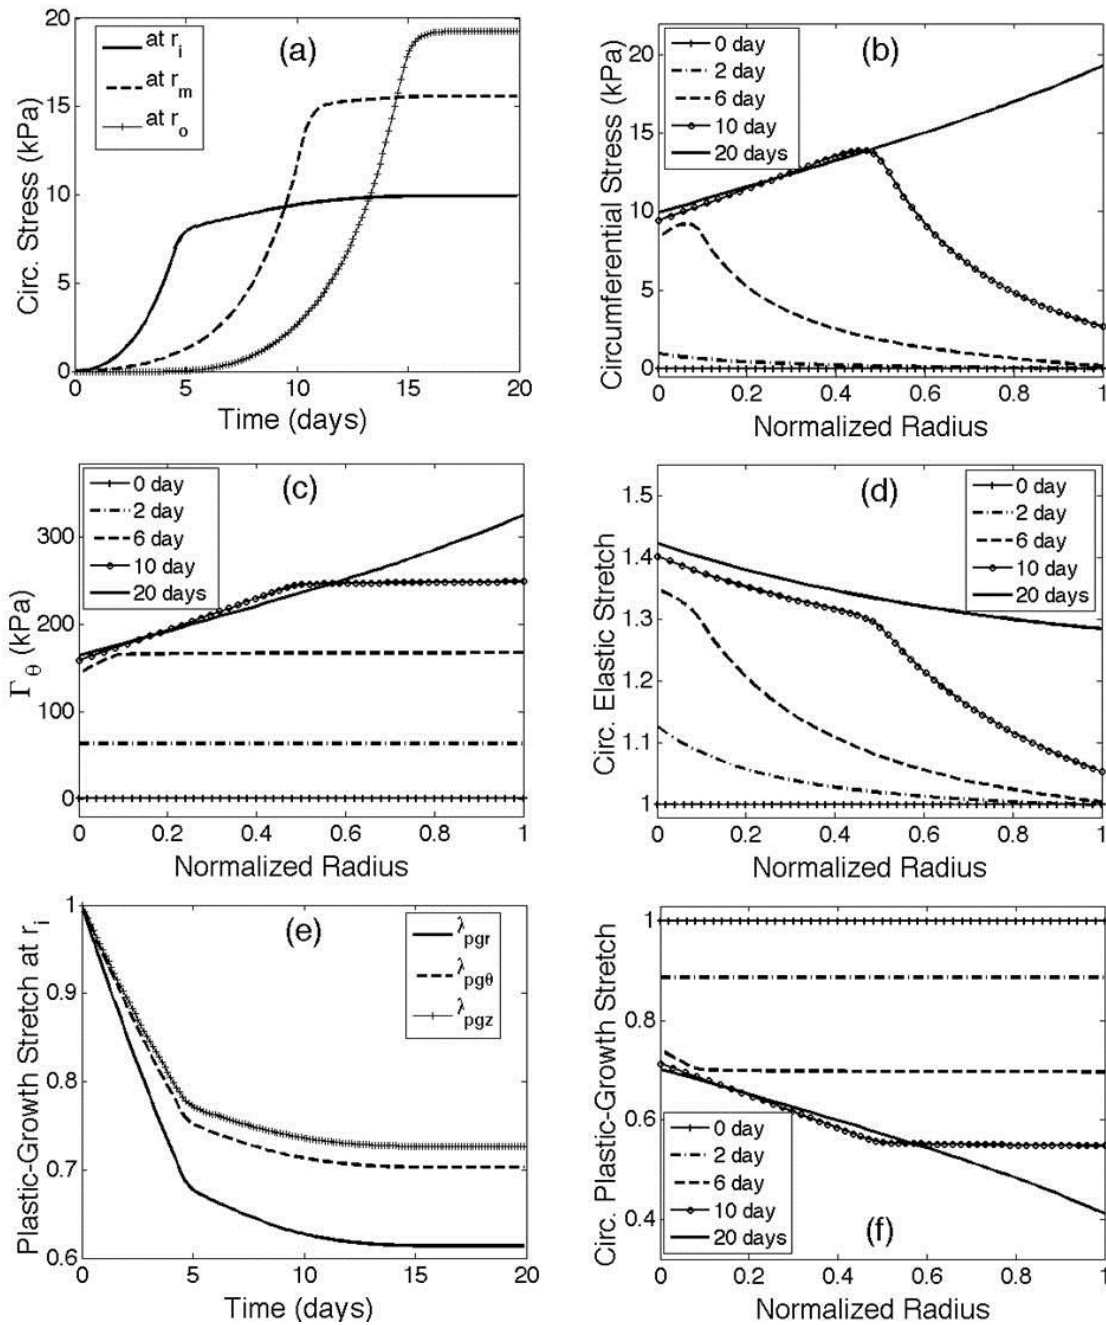 (a)
at r_i
at r_m
at r_o
Circ. Stress (kPa)
20
15
10
5
0
0 5 10 15 20
Time (days)
(b)
0 day
2 day
6 day
10 day
20 days
Circumferential Stress (kPa)
20
15
10
5
0
0 0.2 0.4 0.6 0.8 1
Normalized Radius
(c)
0 day
2 day
6 day
10 day
20 days
Γ_θ (kPa)
300
200
100
0
0 0.2 0.4 0.6 0.8 1
Normalized Radius
(d)
0 day
2 day
6 day
10 day
20 days
Circ. Elastic Stretch
1.5
1.4
1.3
1.2
1.1
1
0 0.2 0.4 0.6 0.8 1
Normalized Radius
(e)
λ_pgr
λ_pgθ
λ_pgz
Plastic-Growth Stretch at r_i
1
0.9
0.8
0.7
0.6
0 5 10 15 20
Time (days)
(f)
0 day
2 day
6 day
10 day
20 days
Circ. Plastic-Growth Stretch
1
0.8
0.6
0.4
0 0.2 0.4 0.6 0.8 1
Normalized Radius